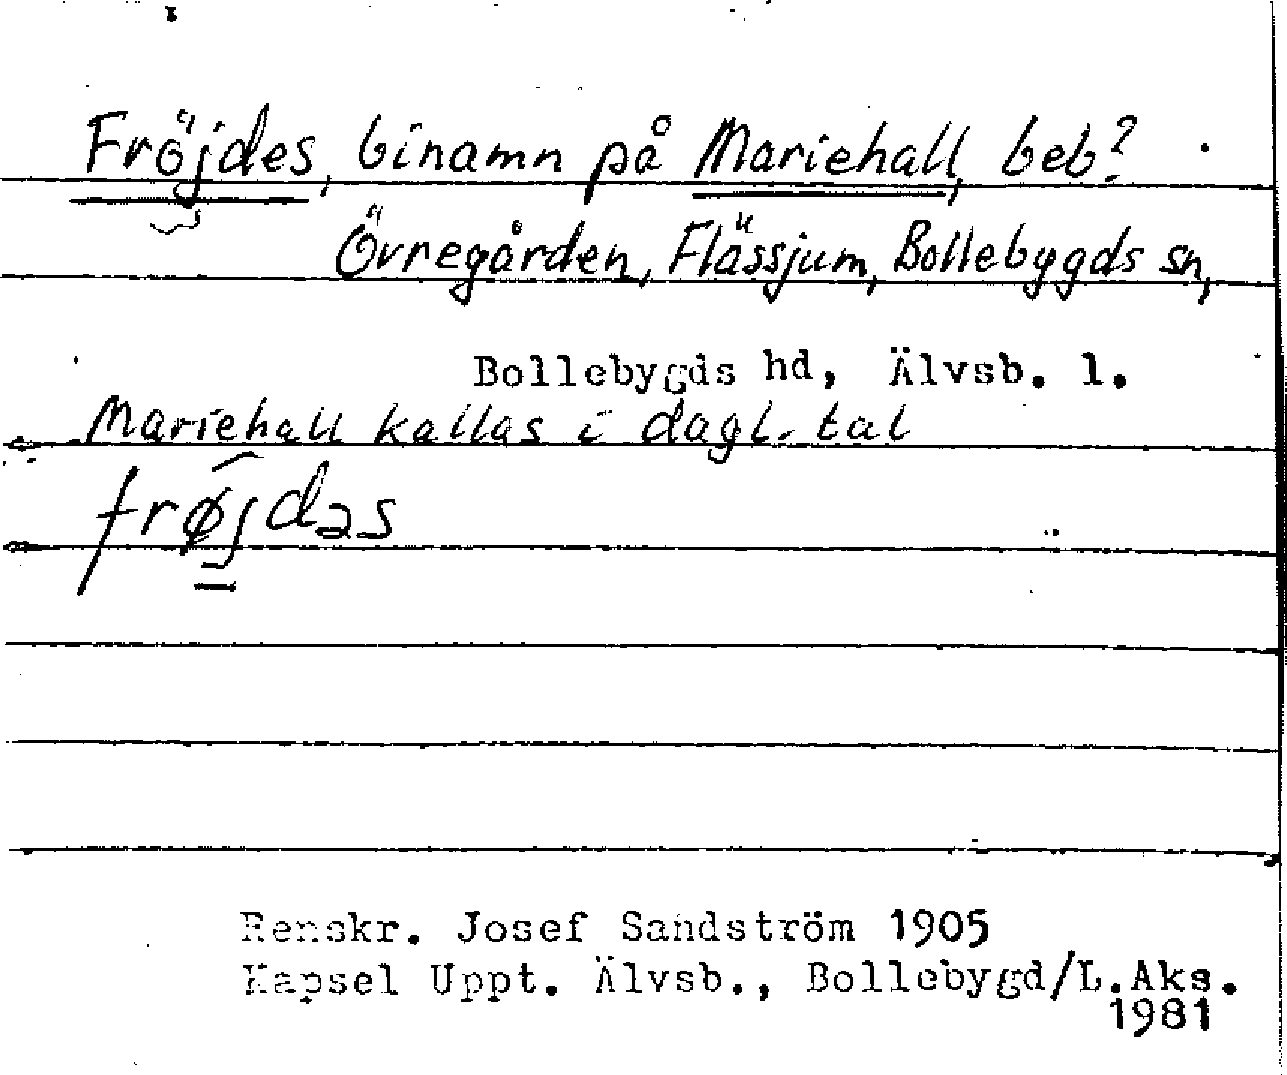 Fröjdes, binamn på Mariehall, beb?
Övregården, Flässjum, Bollebygds sn,
Bollebygds hd, Älvsb. l.
Mariehall kallas i dagl. tal
frøjdəs
Renskr. Josef Sandström 1905
Kapsel Uppt. Älvsb., Bollebygd/L.Aks.
1981